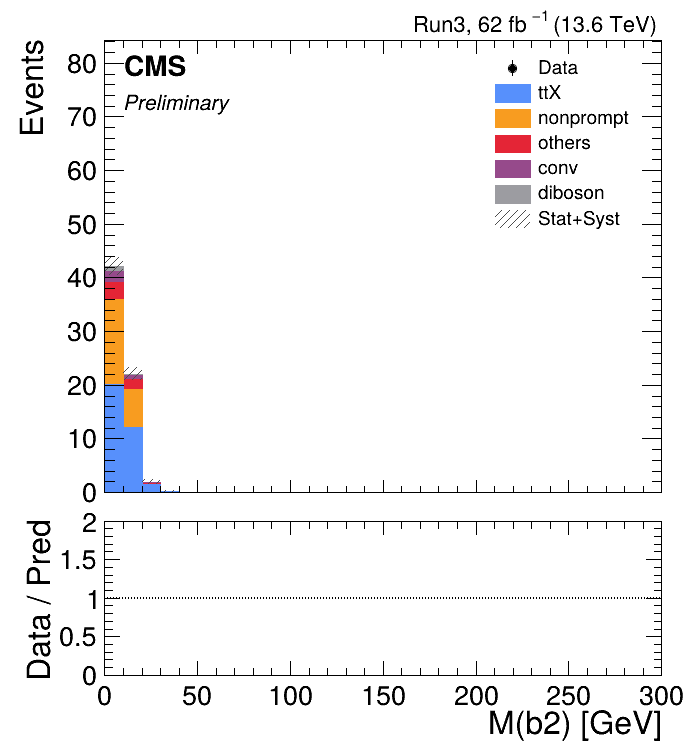 Run3, 62 fb⁻¹ (13.6 TeV)
Events
80
70
60
50
40
30
20
10
0
CMS
Preliminary
Data
ttX
nonprompt
others
conv
diboson
Stat+Syst
Data / Pred
2
1.5
1
0.5
0
0 50 100 150 200 250 300
M(b2) [GeV]